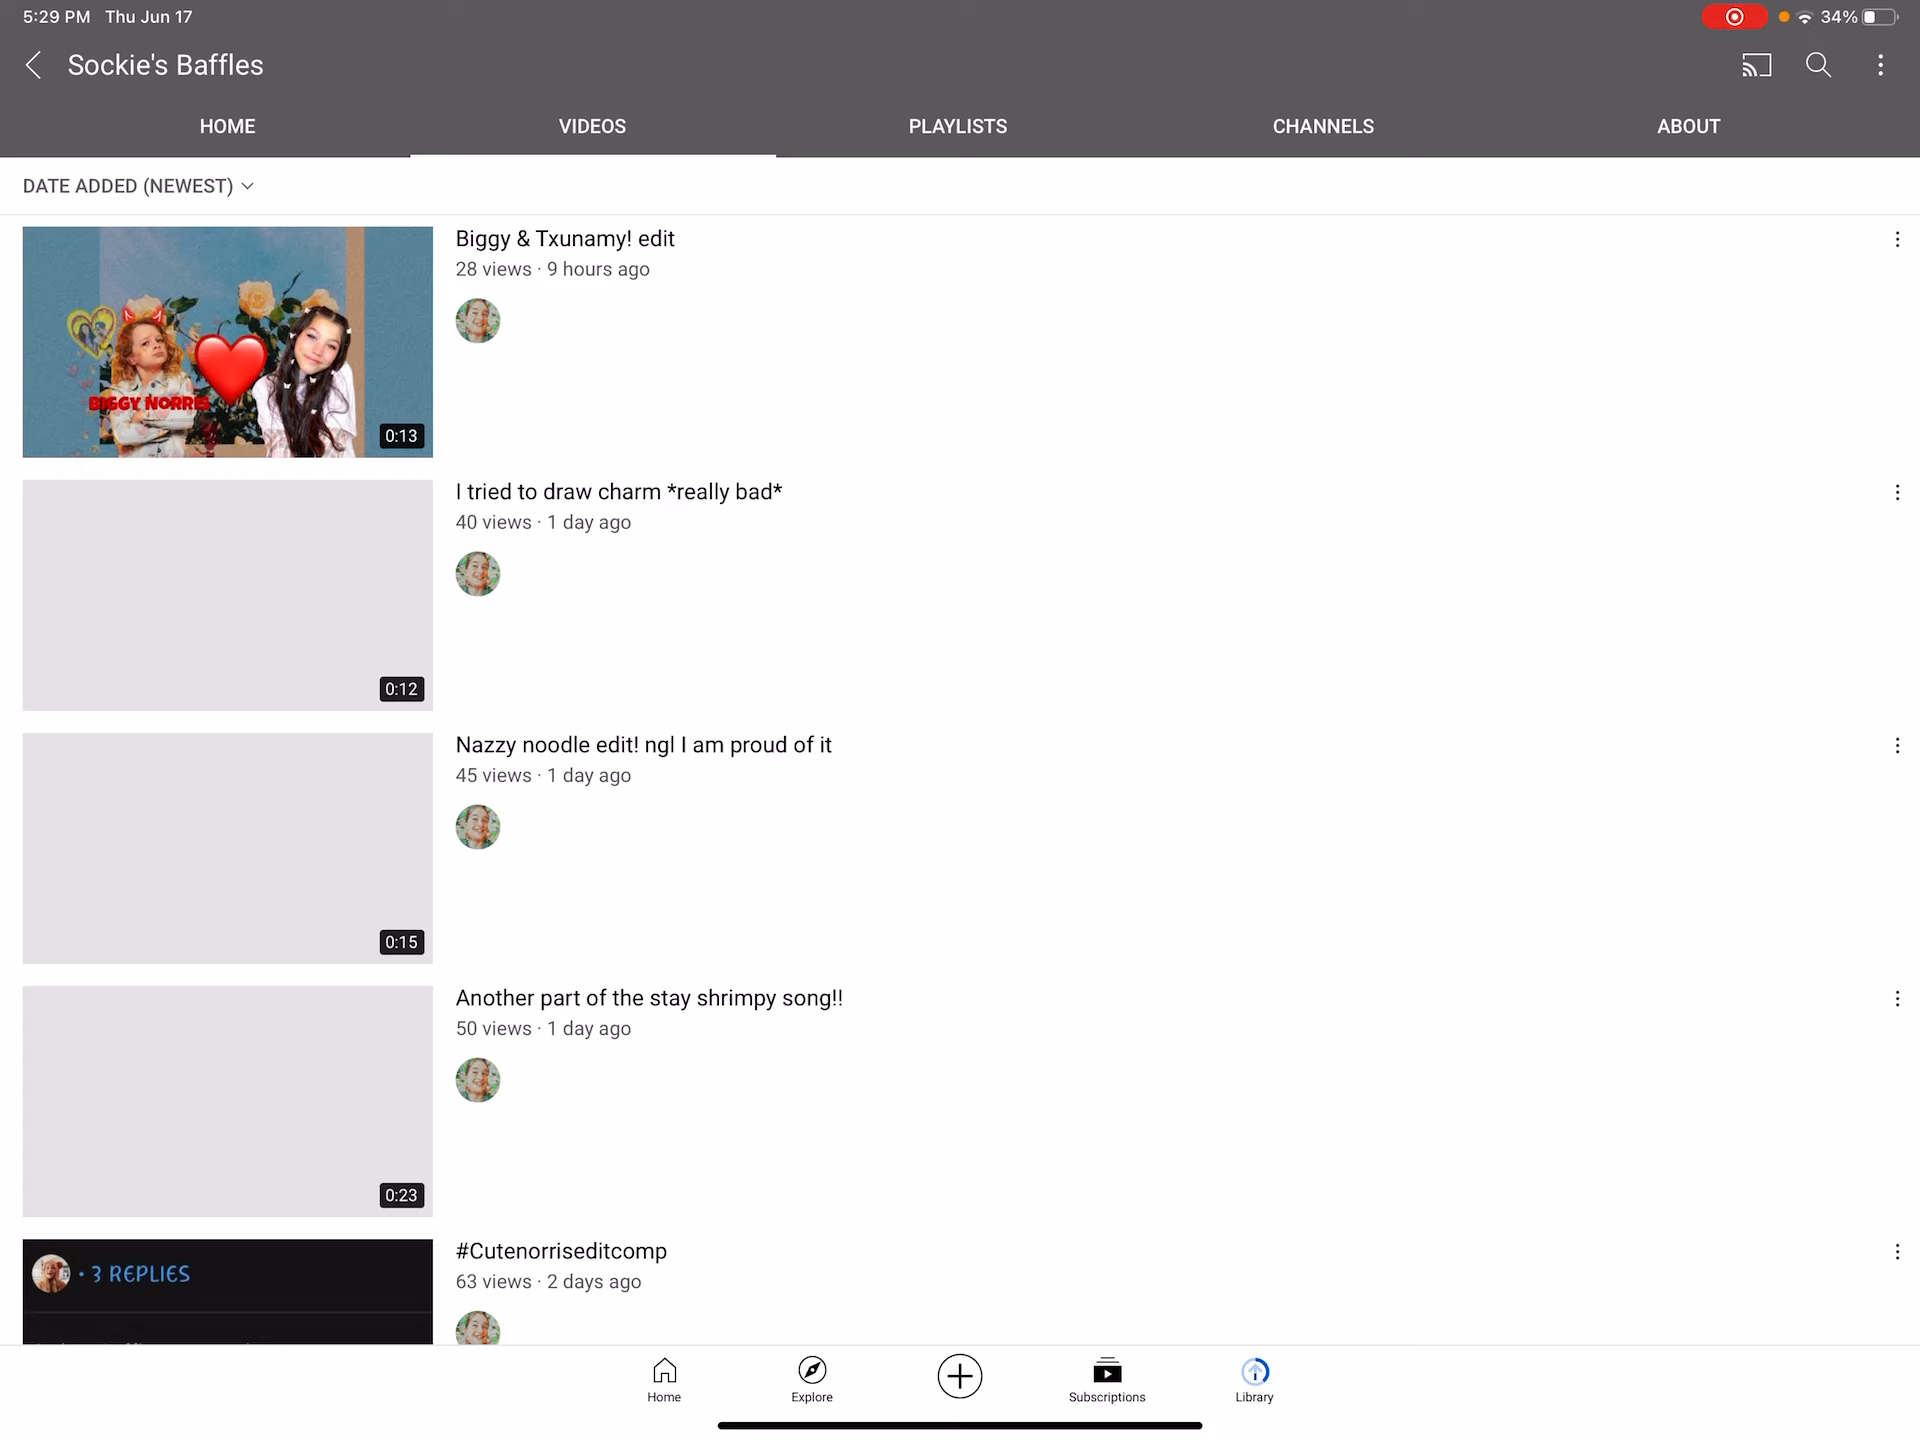 5:29 PM Thu Jun 17
34%
Sockie's Baffles
HOME VIDEOS PLAYLISTS CHANNELS ABOUT
DATE ADDED (NEWEST)
Biggy & Txunamy! edit
28 views · 9 hours ago
BIGGY NORRIS
0:13
I tried to draw charm *really bad*
40 views · 1 day ago
0:12
Nazzy noodle edit! ngl I am proud of it
45 views · 1 day ago
0:15
Another part of the stay shrimpy song!!
50 views · 1 day ago
0:23
#Cutenorriseditcomp
63 views · 2 days ago
· 3 REPLIES
Home Explore Subscriptions Library